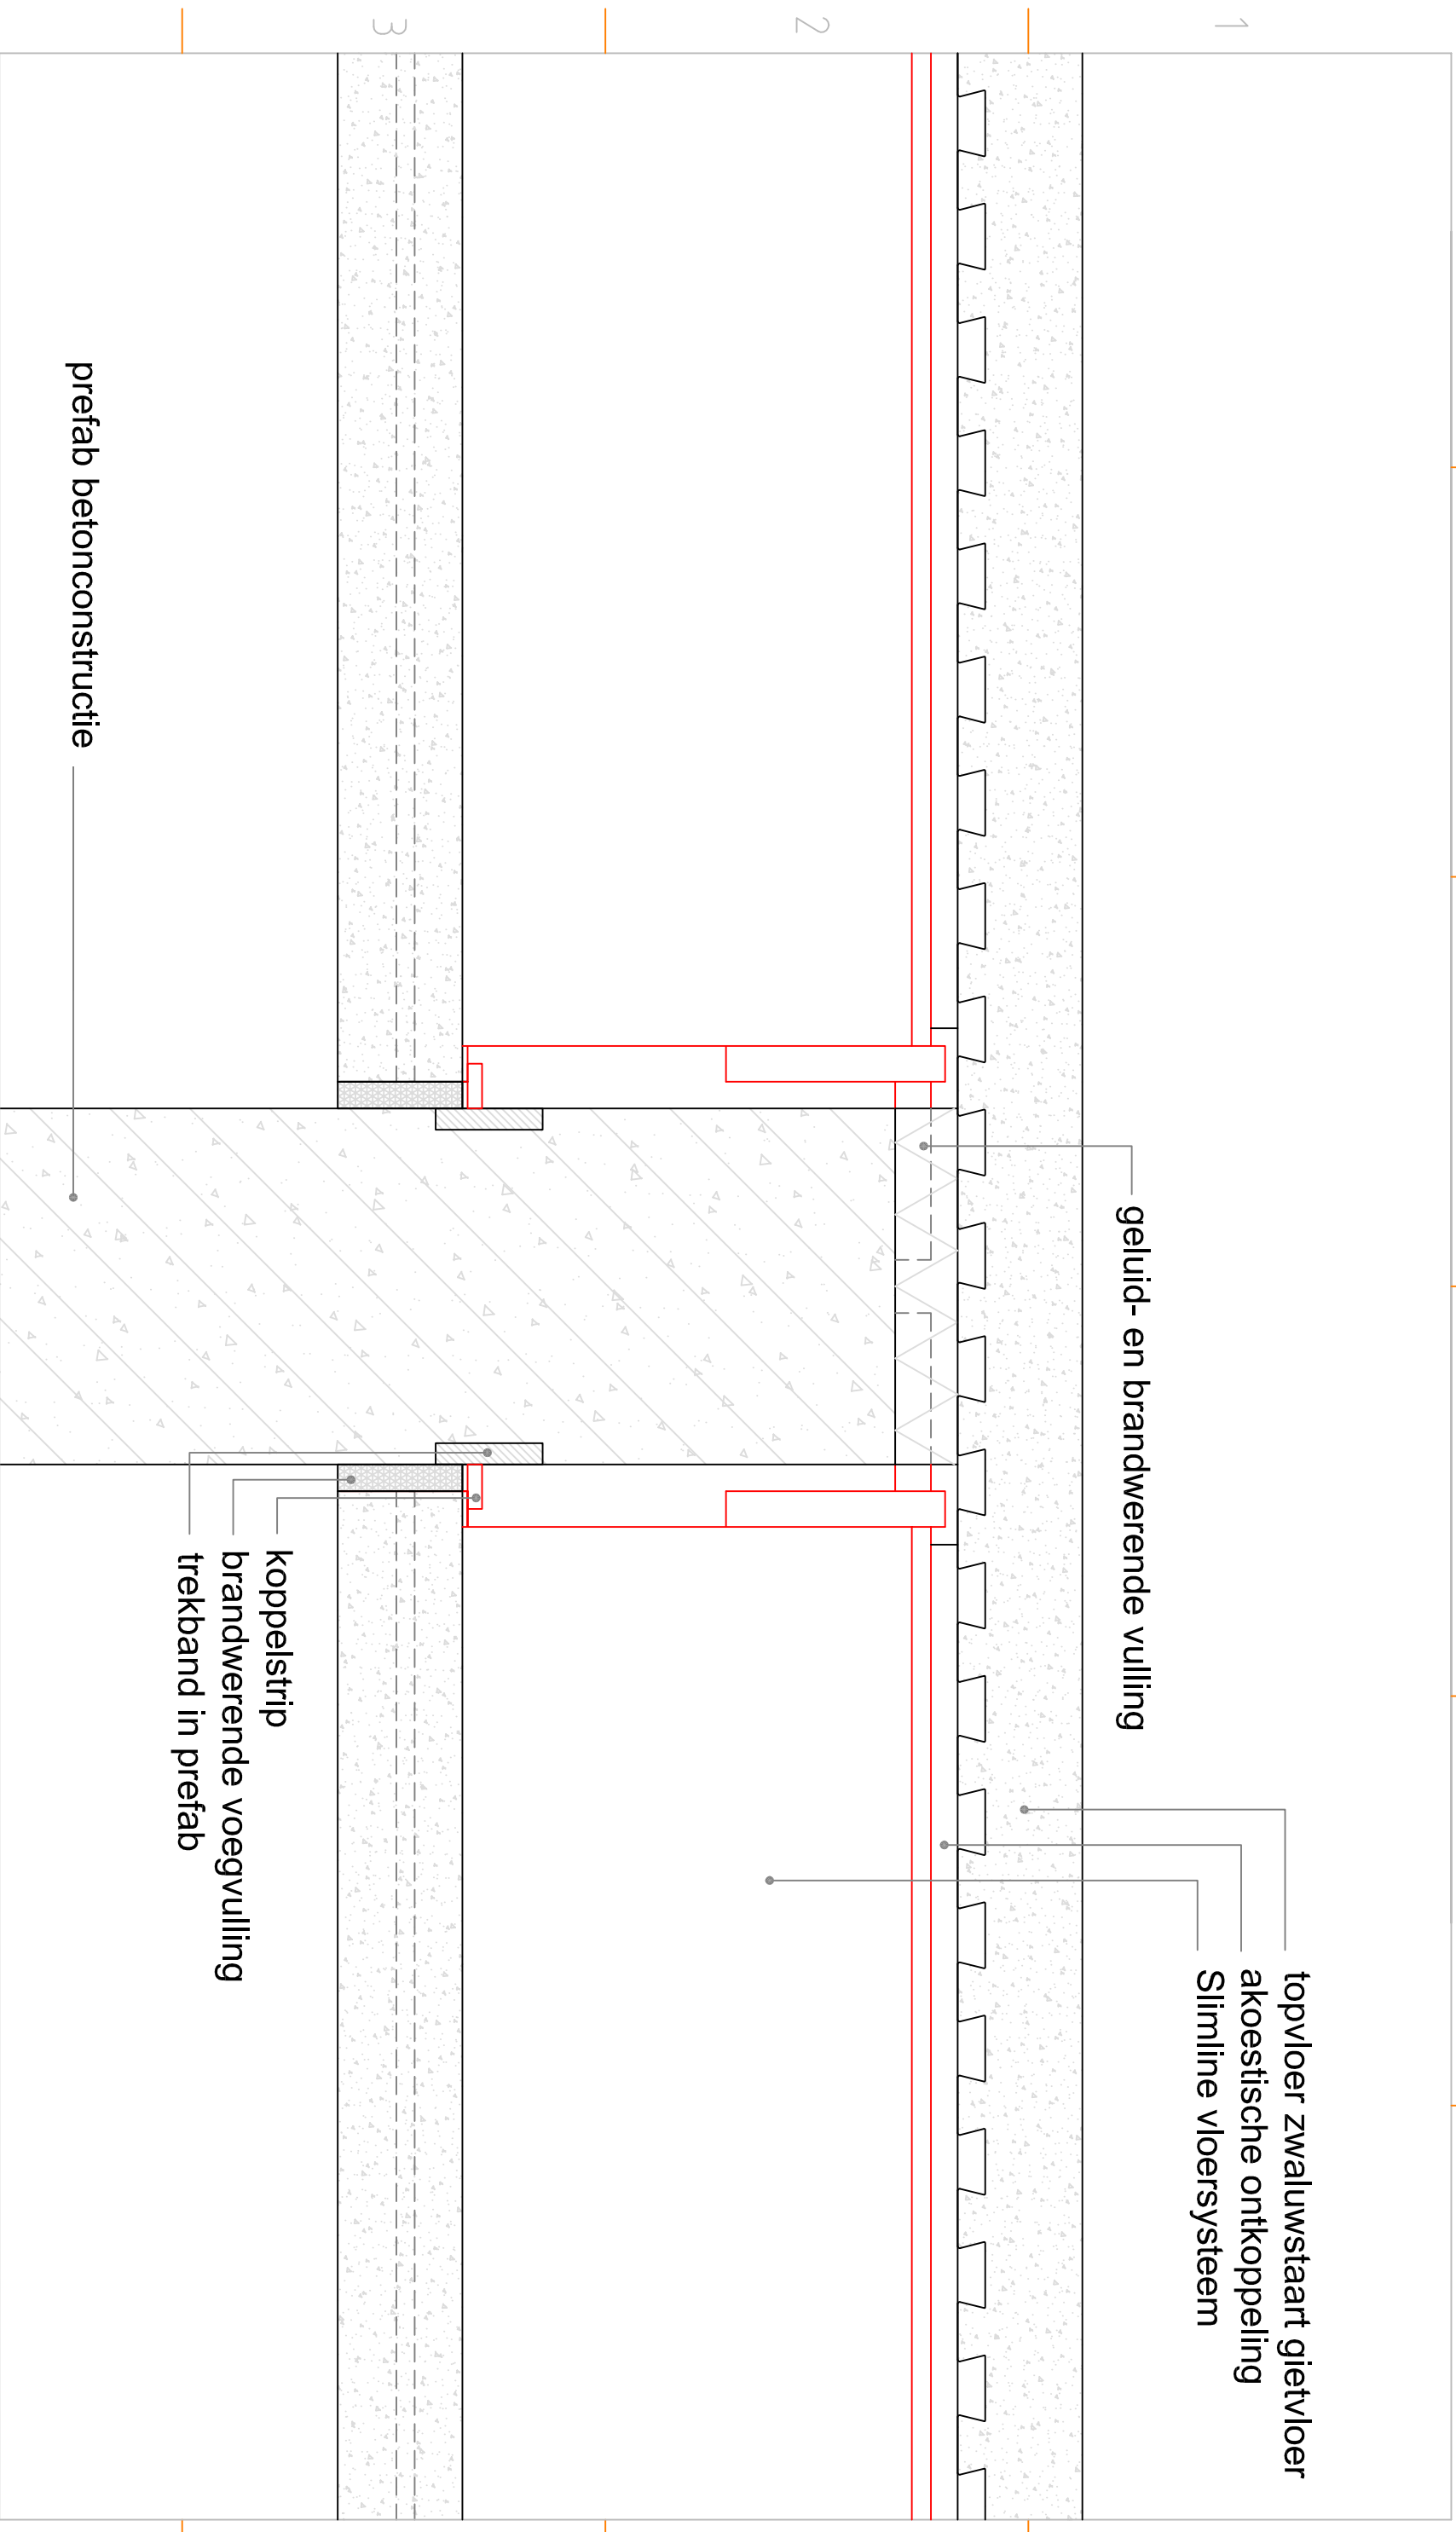 1
2
3
topvloer zwaluwstaart gietvloer
akoestische ontkoppeling
Slimline vloersysteem
geluid- en brandwerende vulling
koppelstrip
brandwerende voegvulling
trekband in prefab
prefab betonconstructie